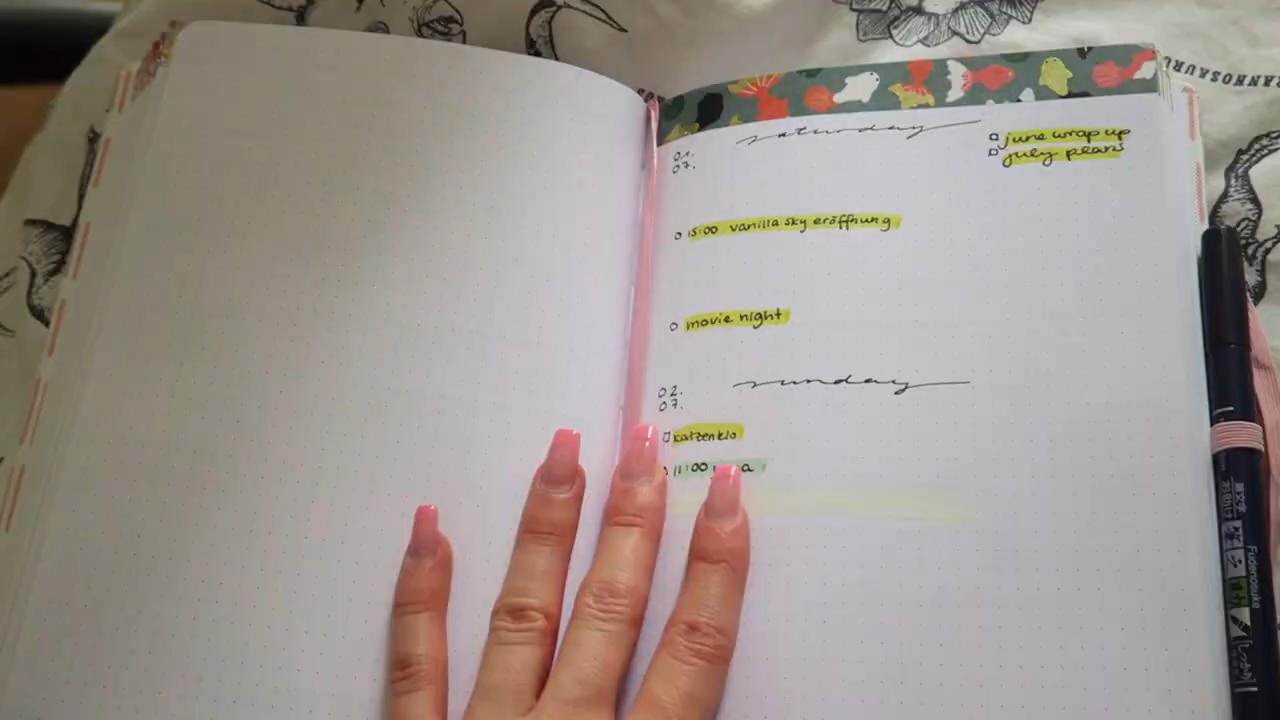 saturday
01.
07.
june wrap up
july plans
15:00 vanilla sky eröffnung
movie night
sunday
02.
07.
katzenklo
11:00
Fudenosuke